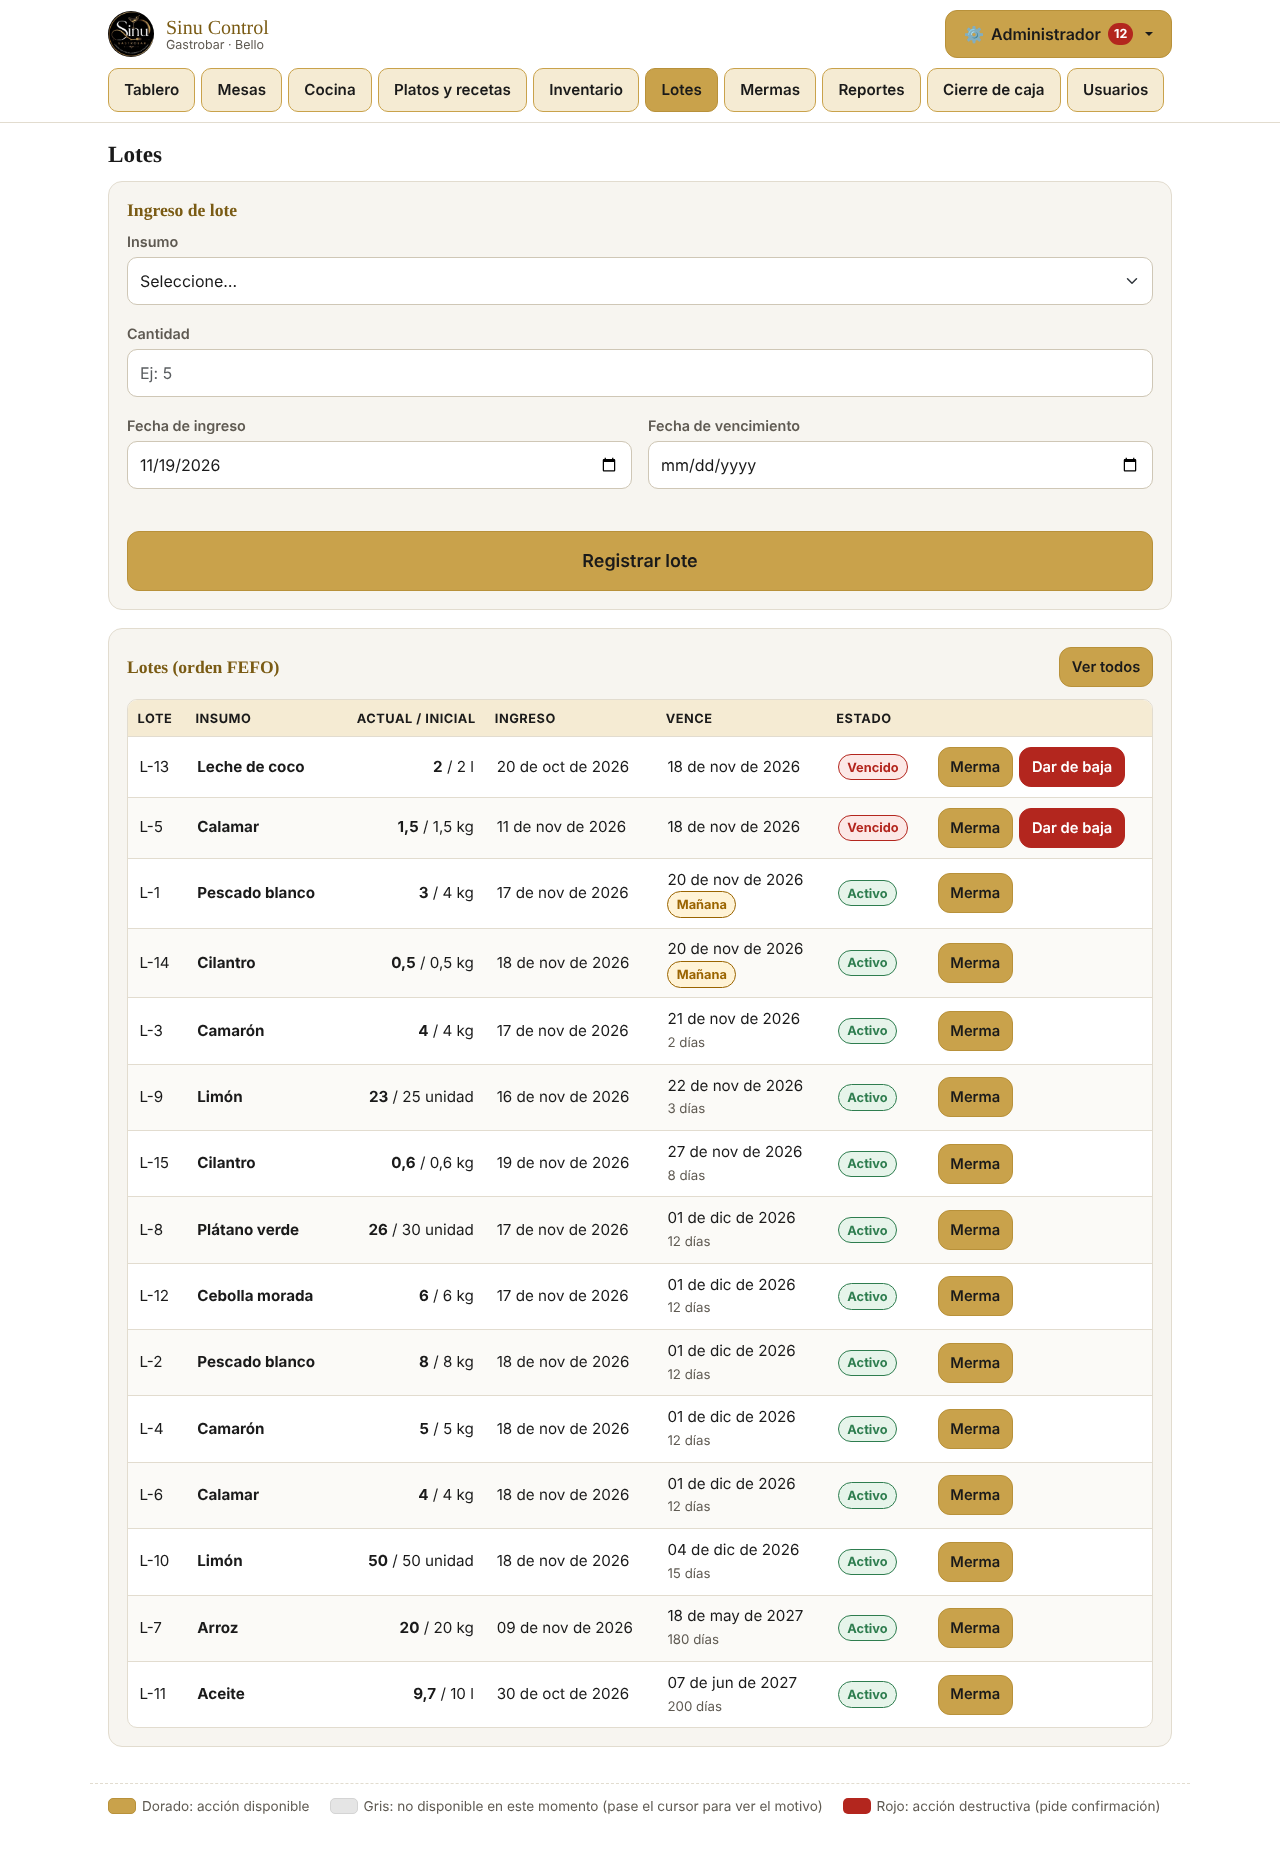 Sinu
Sinu Control
Gastrobar · Bello
Administrador 12
Tablero Mesas Cocina Platos y recetas Inventario Lotes Mermas Reportes Cierre de caja Usuarios
Lotes
Ingreso de lote
Insumo
Seleccione...
Cantidad
Ej: 5
Fecha de ingreso Fecha de vencimiento
11/19/2026 mm/dd/yyyy
Registrar lote
Lotes (orden FEFO) Ver todos
LOTE INSUMO ACTUAL / INICIAL INGRESO VENCE ESTADO
L-13 Leche de coco 2 / 2 l 20 de oct de 2026 18 de nov de 2026 Vencido Merma Dar de baja
L-5 Calamar 1,5 / 1,5 kg 11 de nov de 2026 18 de nov de 2026 Vencido Merma Dar de baja
L-1 Pescado blanco 3 / 4 kg 17 de nov de 2026 20 de nov de 2026 Activo Merma
Mañana
L-14 Cilantro 0,5 / 0,5 kg 18 de nov de 2026 20 de nov de 2026 Activo Merma
Mañana
L-3 Camarón 4 / 4 kg 17 de nov de 2026 21 de nov de 2026 Activo Merma
2 días
L-9 Limón 23 / 25 unidad 16 de nov de 2026 22 de nov de 2026 Activo Merma
3 días
L-15 Cilantro 0,6 / 0,6 kg 19 de nov de 2026 27 de nov de 2026 Activo Merma
8 días
L-8 Plátano verde 26 / 30 unidad 17 de nov de 2026 01 de dic de 2026 Activo Merma
12 días
L-12 Cebolla morada 6 / 6 kg 17 de nov de 2026 01 de dic de 2026 Activo Merma
12 días
L-2 Pescado blanco 8 / 8 kg 18 de nov de 2026 01 de dic de 2026 Activo Merma
12 días
L-4 Camarón 5 / 5 kg 18 de nov de 2026 01 de dic de 2026 Activo Merma
12 días
L-6 Calamar 4 / 4 kg 18 de nov de 2026 01 de dic de 2026 Activo Merma
12 días
L-10 Limón 50 / 50 unidad 18 de nov de 2026 04 de dic de 2026 Activo Merma
15 días
L-7 Arroz 20 / 20 kg 09 de nov de 2026 18 de may de 2027 Activo Merma
180 días
L-11 Aceite 9,7 / 10 l 30 de oct de 2026 07 de jun de 2027 Activo Merma
200 días
Dorado: acción disponible Gris: no disponible en este momento (pase el cursor para ver el motivo) Rojo: acción destructiva (pide confirmación)